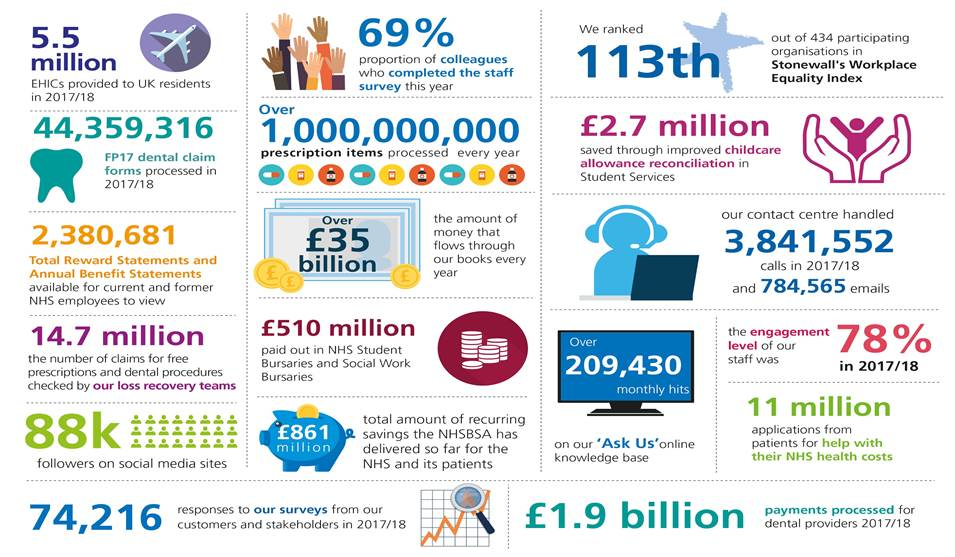 5.5
million
EHICs provided to UK residents
in 2017/18
44,359,316
FP17 dental claim
forms processed in
2017/18
2,380,681
Total Reward Statements and
Annual Benefit Statements
available for current and former
NHS employees to view
14.7 million
the number of claims for free
prescriptions and dental procedures
checked by our loss recovery teams
88k
followers on social media sites
69%
proportion of colleagues
who completed the staff
survey this year
Over
1,000,000,000
prescription items processed every year
Over
£35
billion
£
£
£
the amount of
money that
flows through
our books every
year
£510 million
paid out in NHS Student
Bursaries and Social Work
Bursaries
£861
million
total amount of recurring
savings the NHSBSA has
delivered so far for the
NHS and its patients
We ranked
113th
out of 434 participating
organisations in
Stonewall's Workplace
Equality Index
£2.7 million
saved through improved childcare
allowance reconciliation in
Student Services
our contact centre handled
3,841,552
calls in 2017/18
and 784,565 emails
Over
209,430
monthly hits
on our ‘Ask Us’online
knowledge base
the engagement
level of our
staff was
78%
in 2017/18
11 million
applications from
patients for help with
their NHS health costs
74,216
responses to our surveys from our
customers and stakeholders in 2017/18
£1.9 billion
payments processed for
dental providers 2017/18